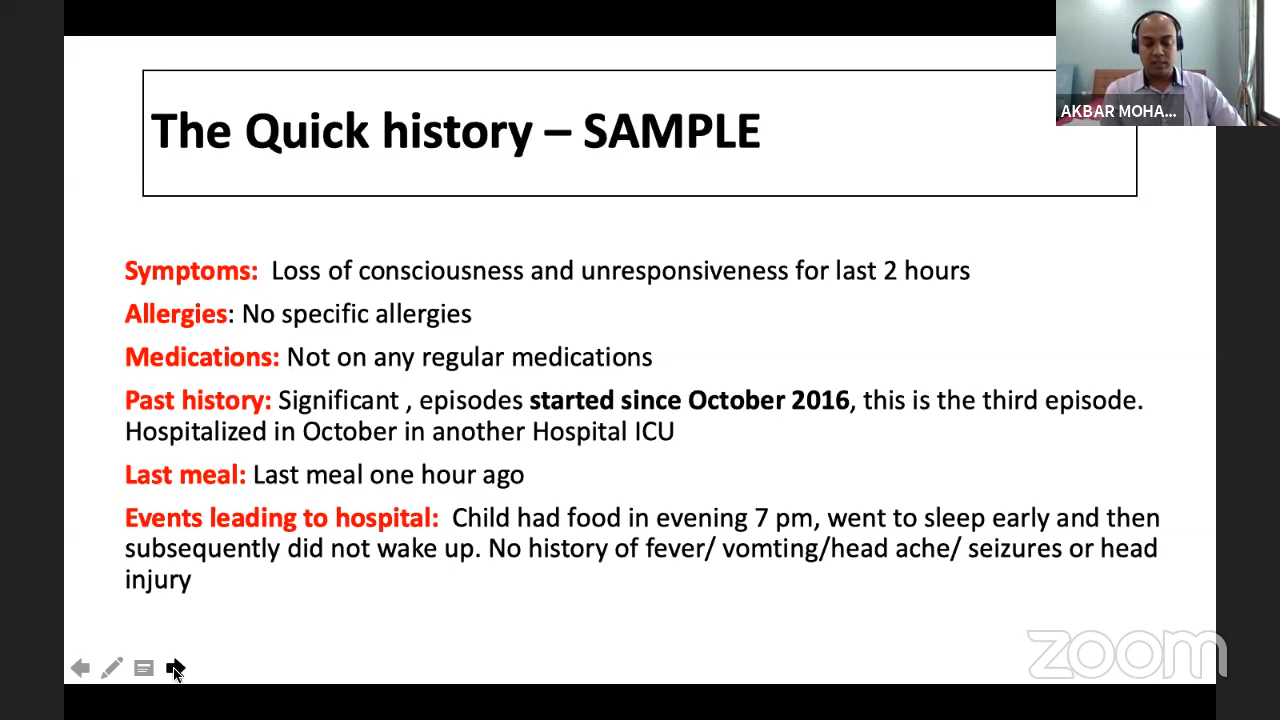 AKBAR MOHA...
The Quick history – SAMPLE
Symptoms:  Loss of consciousness and unresponsiveness for last 2 hours
Allergies: No specific allergies
Medications: Not on any regular medications
Past history: Significant , episodes started since October 2016, this is the third episode.
Hospitalized in October in another Hospital ICU
Last meal: Last meal one hour ago
Events leading to hospital:  Child had food in evening 7 pm, went to sleep early and then
subsequently did not wake up. No history of fever/ vomting/head ache/ seizures or head
injury
zoom